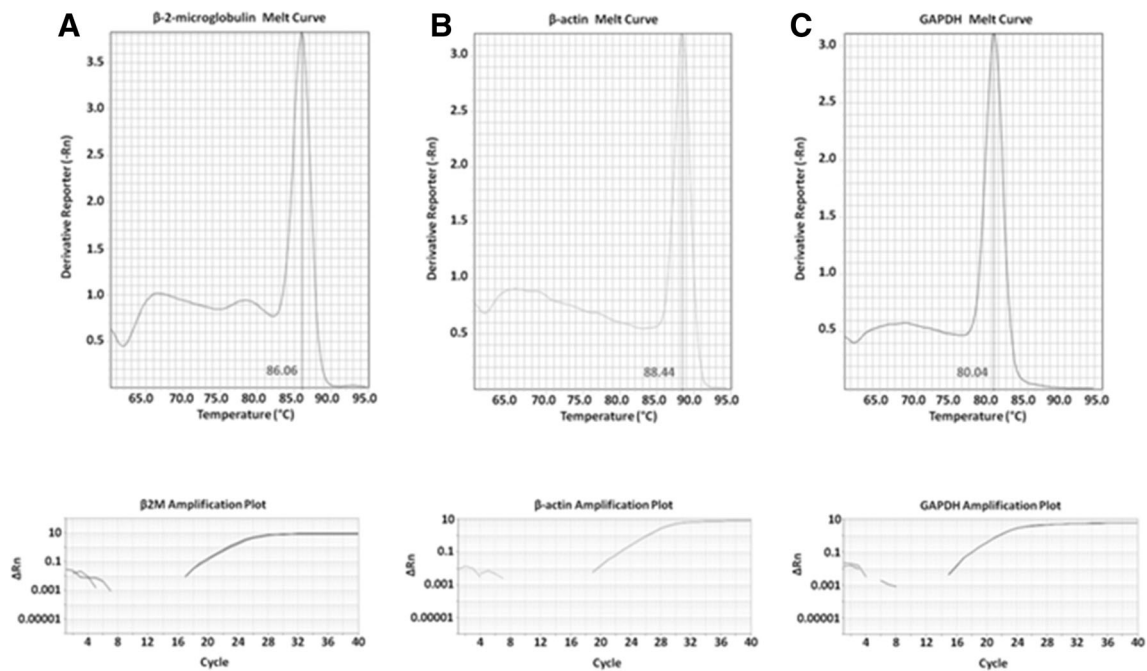 A
β-2-microglobulin Melt Curve
Derivative Reporter (-Rn)
3.5
3.0
2.5
2.0
1.5
1.0
0.5
86.06
65.0 70.0 75.0 80.0 85.0 90.0 95.0
Temperature (°C)
B
β-actin Melt Curve
Derivative Reporter (-Rn)
3.0
2.5
2.0
1.5
1.0
0.5
88.44
65.0 70.0 75.0 80.0 85.0 90.0 95.0
Temperature (°C)
C
GAPDH Melt Curve
Derivative Reporter (-Rn)
3.0
2.5
2.0
1.5
1.0
0.5
80.04
65.0 70.0 75.0 80.0 85.0 90.0 95.0
Temperature (°C)
β2M Amplification Plot
ΔRn
10
0.1
0.001
0.00001
4 8 12 16 20 24 28 32 36 40
Cycle
β-actin Amplification Plot
ΔRn
10
0.1
0.001
0.00001
4 8 12 16 20 24 28 32 36 40
Cycle
GAPDH Amplification Plot
ΔRn
10
0.1
0.001
0.00001
4 8 12 16 20 24 28 32 36 40
Cycle